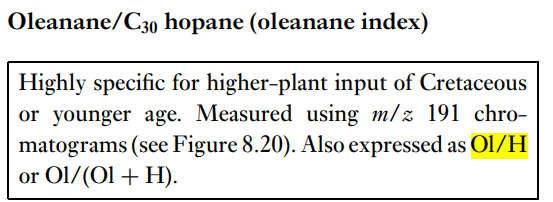 Oleanane/C₃₀ hopane (oleanane index)
Highly specific for higher-plant input of Cretaceous
or younger age. Measured using m/z 191 chro-
matograms (see Figure 8.20). Also expressed as Ol/H
or Ol/(Ol + H).